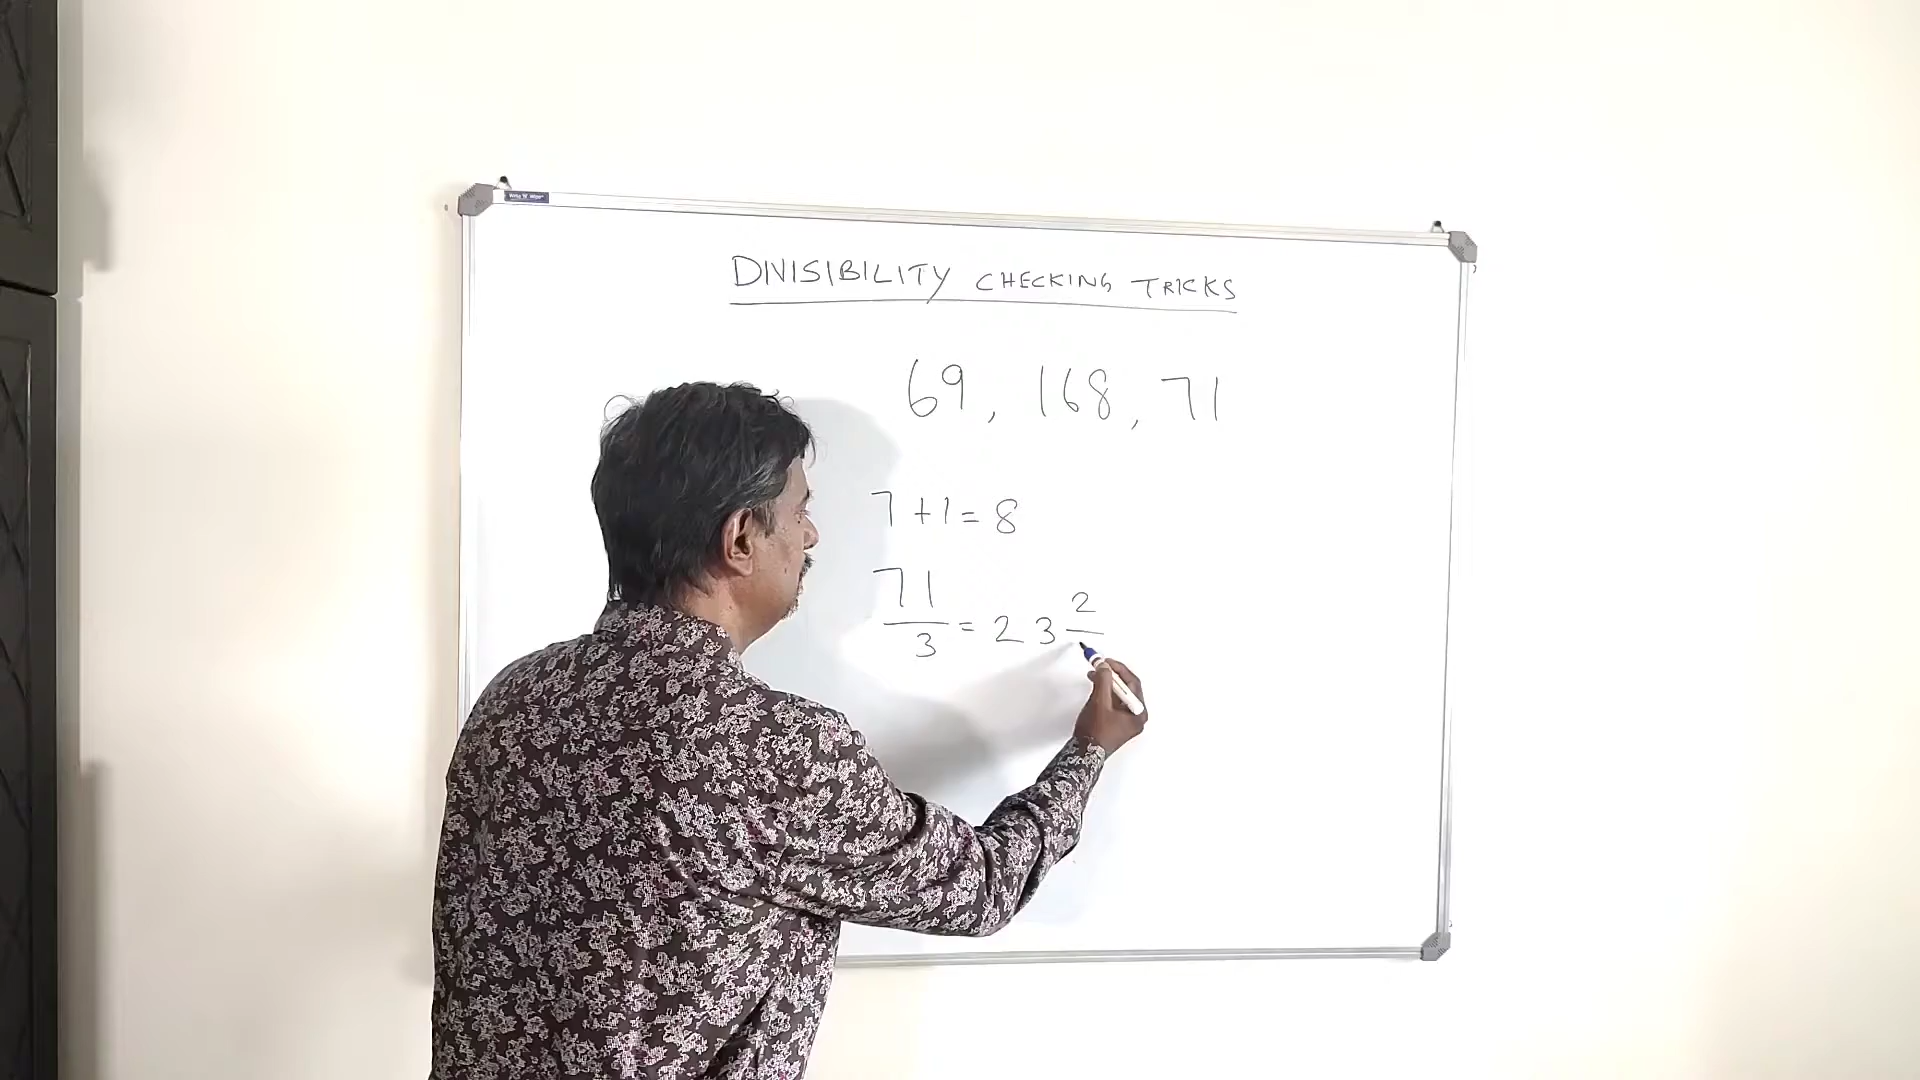 DIVISIBILITY CHECKING TRICKS
69, 168, 71
7+1=8
71
3 = 23 2